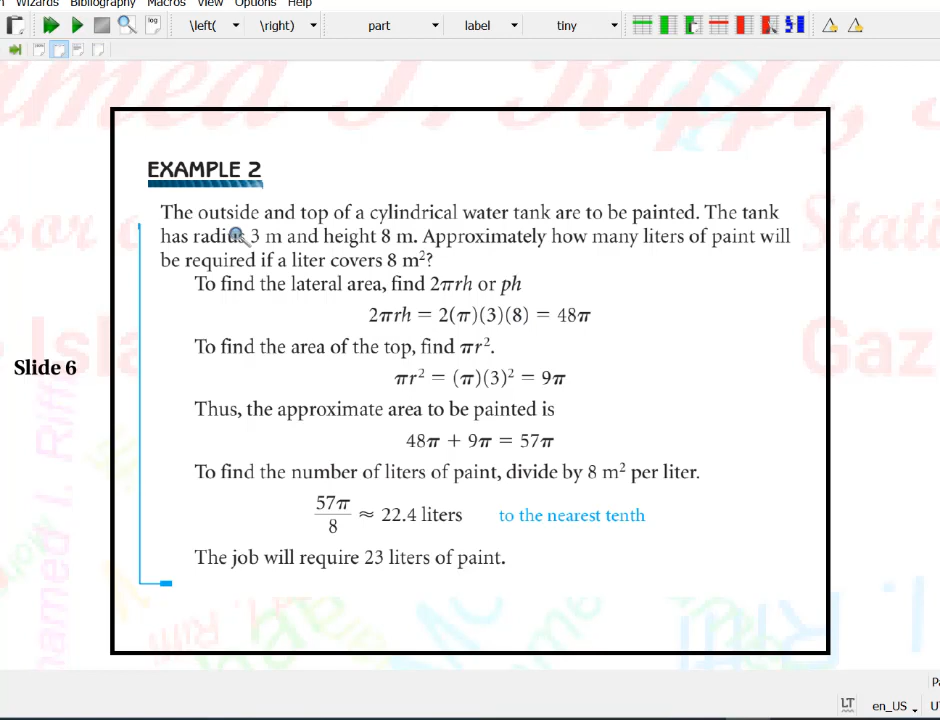 Wizards Bibliography Macros View Options Help
log \left( \right) part label tiny
EXAMPLE 2
The outside and top of a cylindrical water tank are to be painted. The tank
has radius 3 m and height 8 m. Approximately how many liters of paint will
be required if a liter covers 8 m²?
To find the lateral area, find 2πrh or ph
2πrh = 2(π)(3)(8) = 48π
To find the area of the top, find πr².
Slide 6
πr² = (π)(3)² = 9π
Thus, the approximate area to be painted is
48π + 9π = 57π
To find the number of liters of paint, divide by 8 m² per liter.
57π/8 ≈ 22.4 liters to the nearest tenth
The job will require 23 liters of paint.
LT en_US